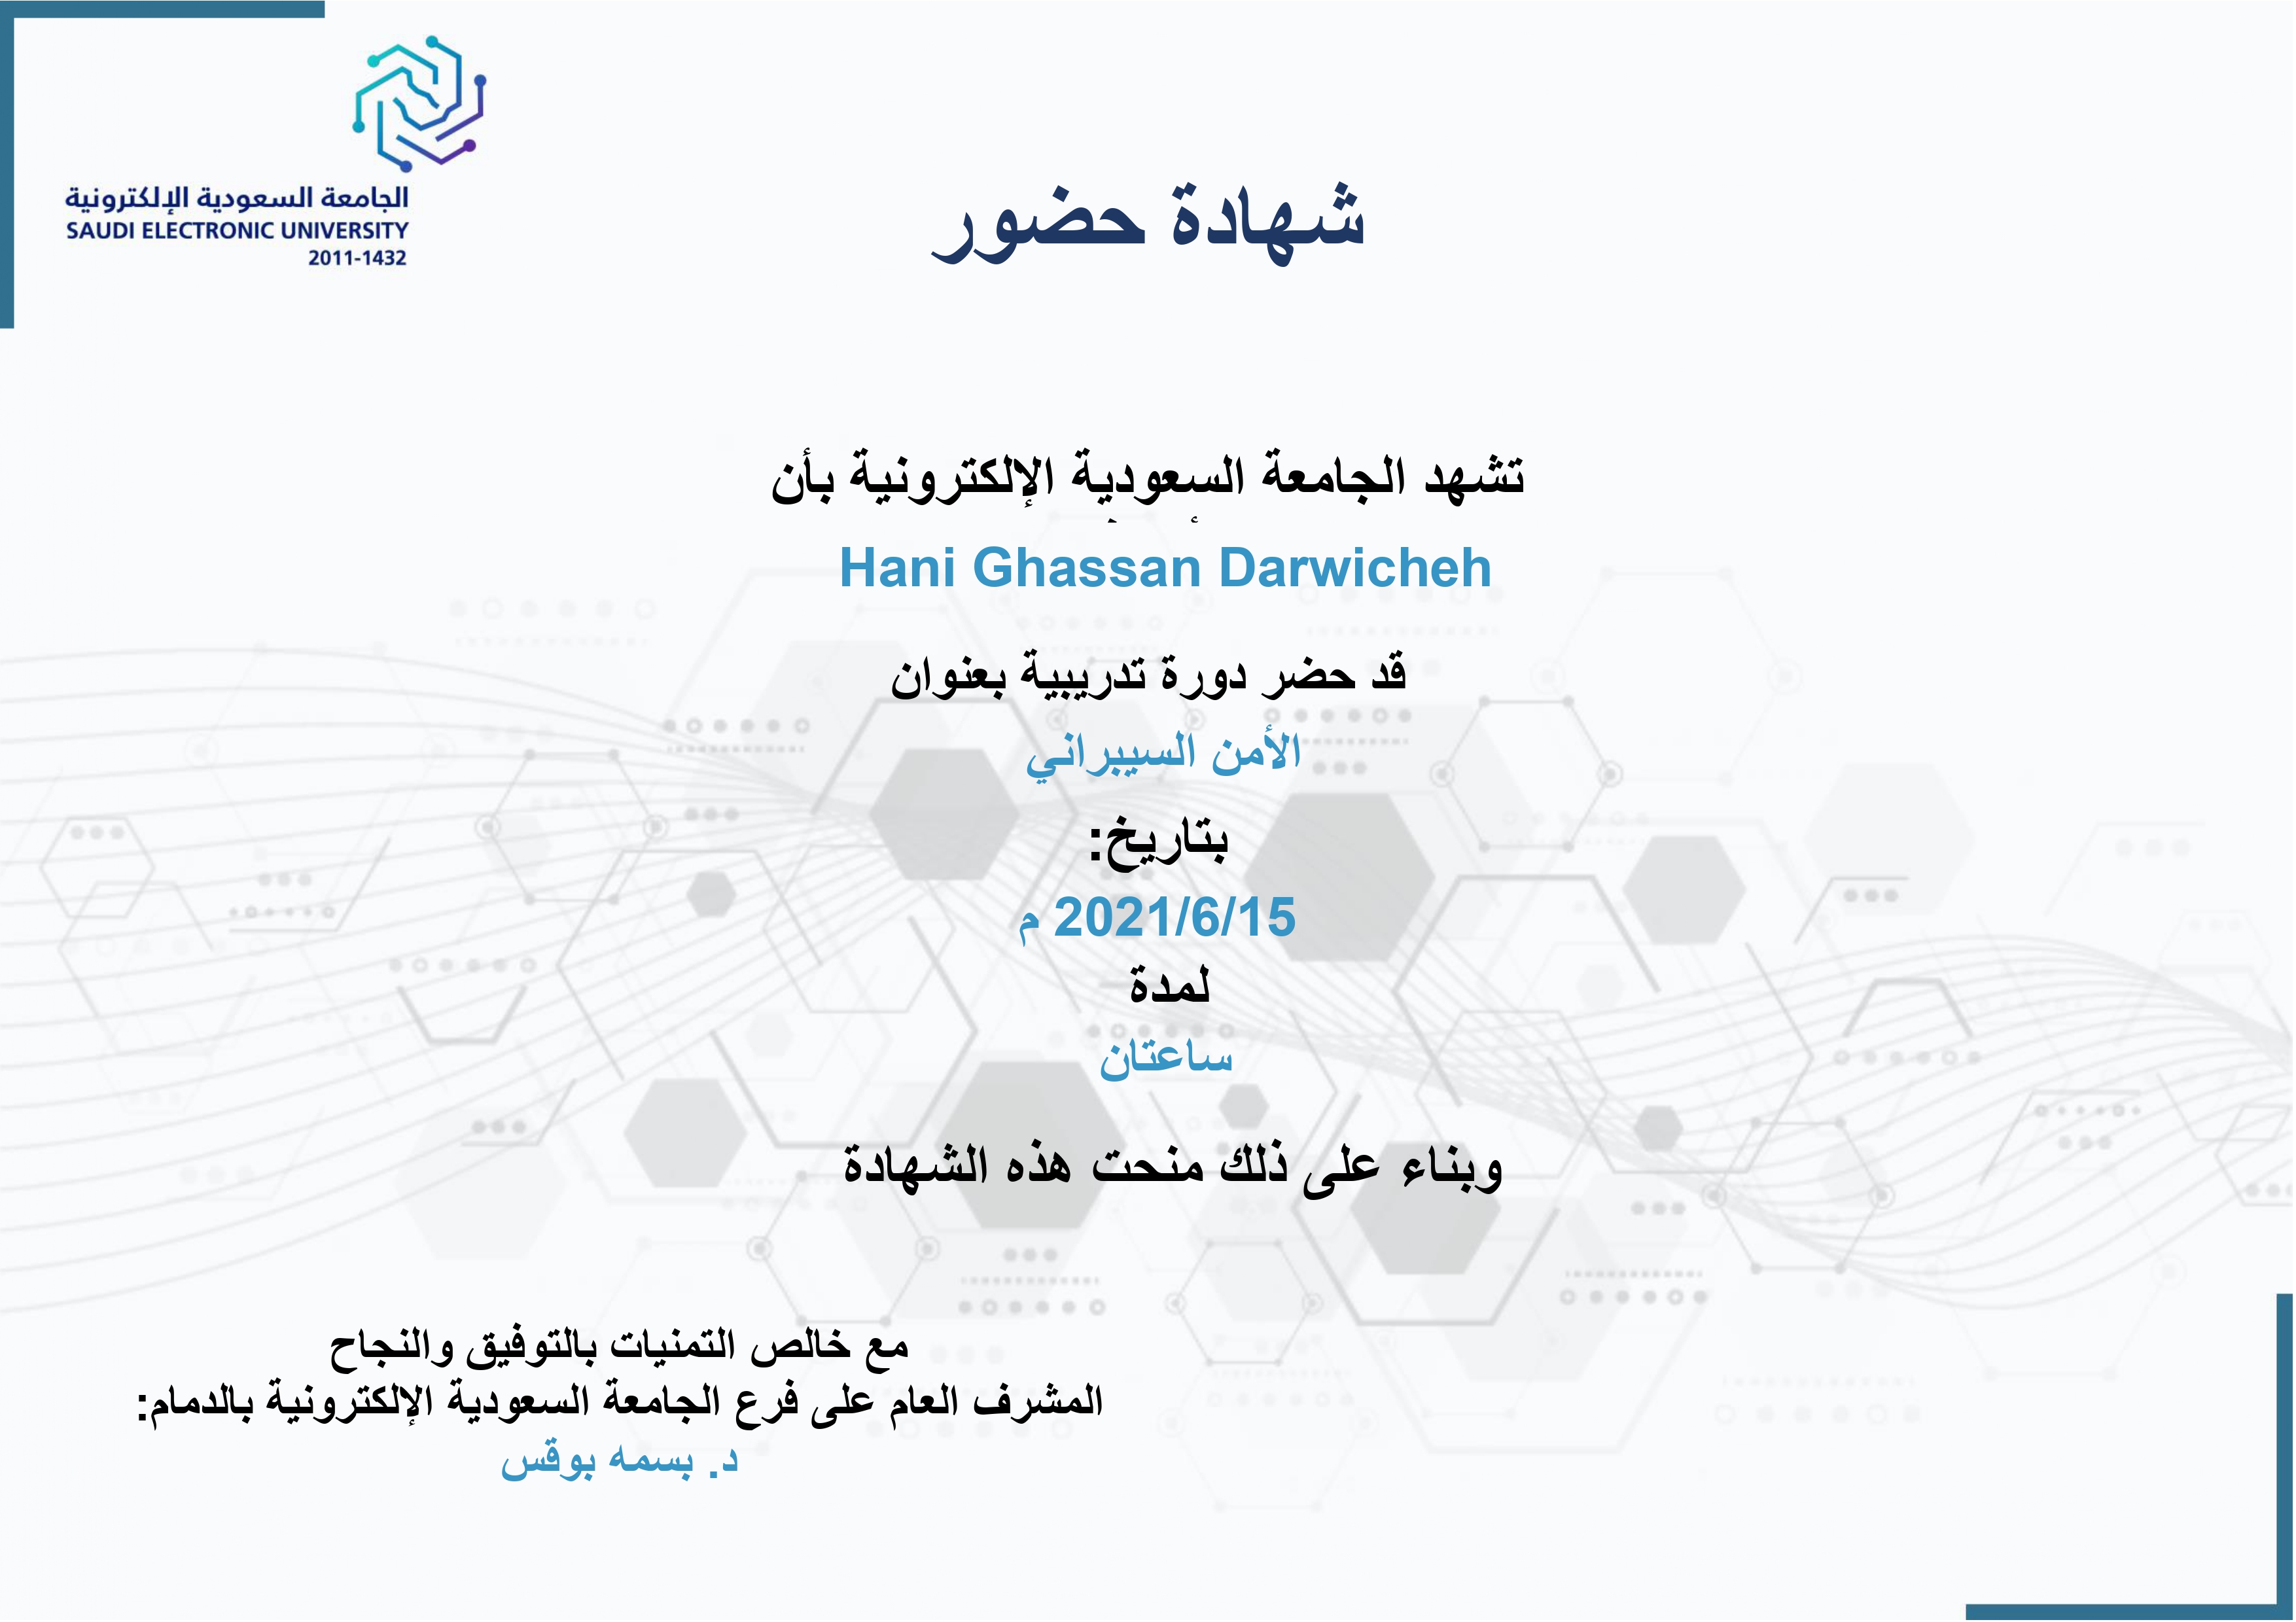 الجامعة السعودية الإلكترونية
SAUDI ELECTRONIC UNIVERSITY
2011-1432
شهادة حضور
تشهد الجامعة السعودية الإلكترونية بأن
Hani Ghassan Darwicheh
قد حضر دورة تدريبية بعنوان
الأمن السيبراني
بتاريخ:
2021/6/15 م
لمدة
ساعتان
وبناء على ذلك منحت هذه الشهادة
مع خالص التمنيات بالتوفيق والنجاح
المشرف العام على فرع الجامعة السعودية الإلكترونية بالدمام:
د. بسمه بوقس